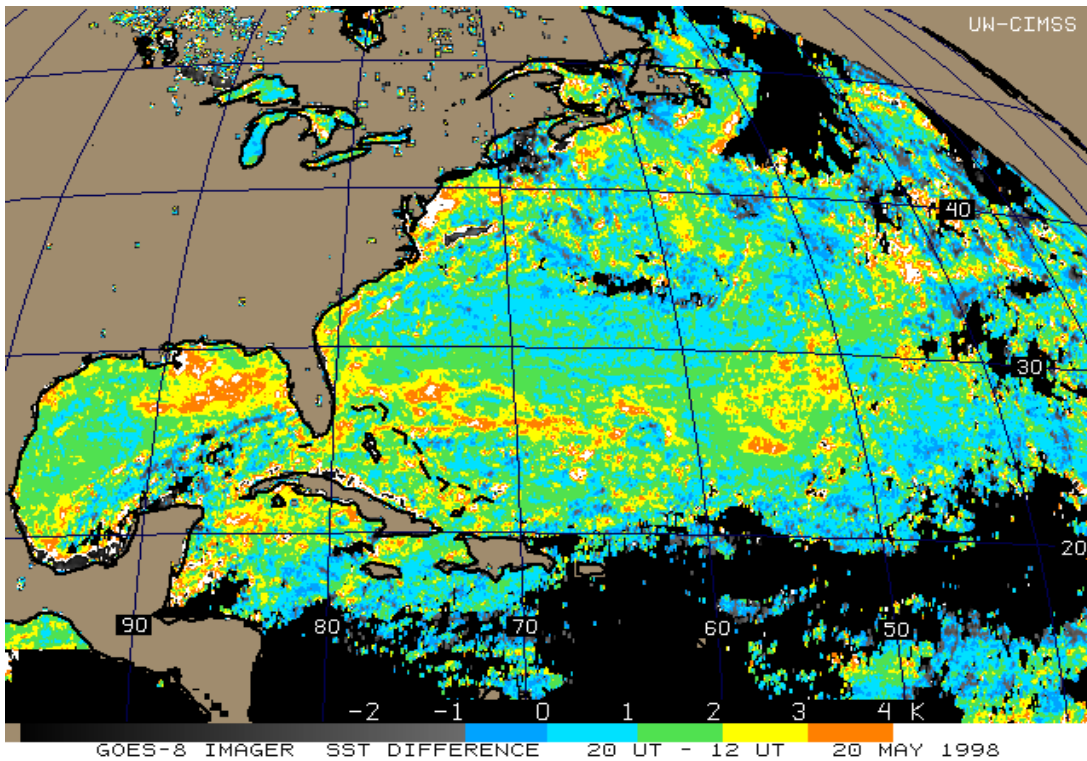 UW-CIMSS
40
30
20
90 80 70 60 50
-2 -1 0 1 2 3 4 K
GOES-8 IMAGER SST DIFFERENCE 20 UT - 12 UT 20 MAY 1998